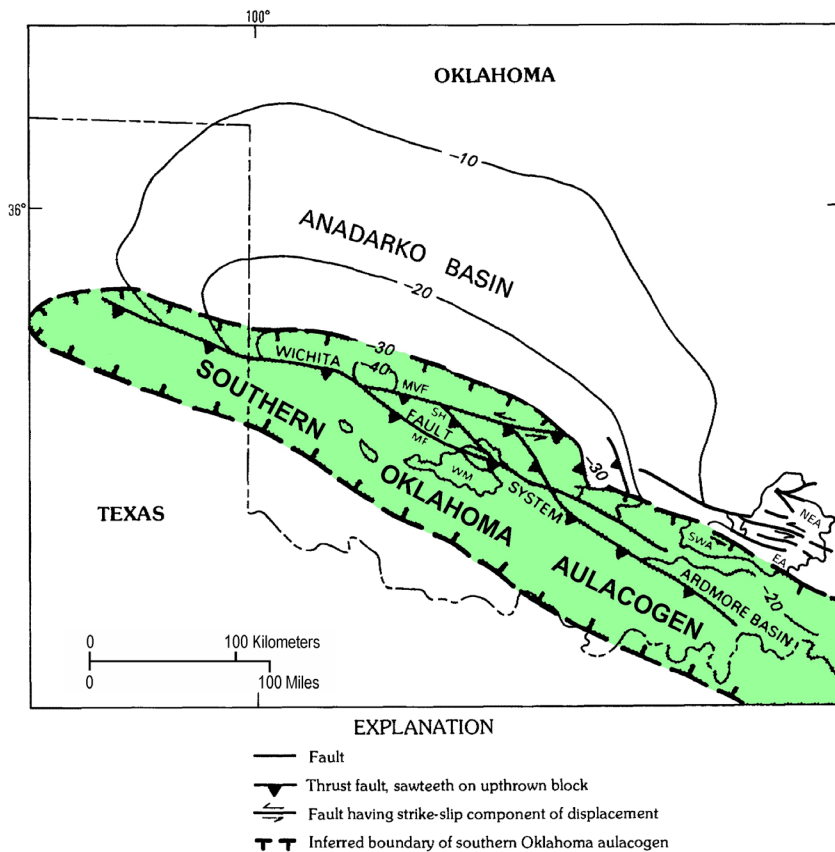 100°
OKLAHOMA
36°
-10
ANADARKO BASIN
-20
-30
WICHITA
-40
MVF
SOUTHERN
SH
FAULT
MF
WM
-30
OKLAHOMA
SYSTEM
TEXAS
NEA
SWA
EA
AULACOGEN
ARDMORE BASIN
-20
0 100 Kilometers
0 100 Miles
EXPLANATION
Fault
Thrust fault, sawteeth on upthrown block
Fault having strike-slip component of displacement
Inferred boundary of southern Oklahoma aulacogen